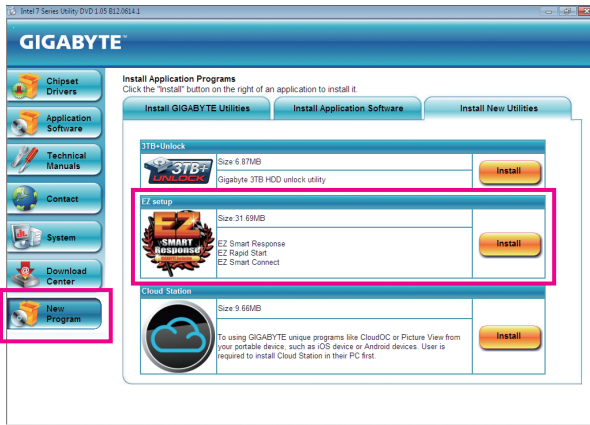 Intel 7 Series Utility DVD 1.05 B12.0614.1
GIGABYTE™
Chipset
Drivers
Application
Software
Technical
Manuals
Contact
System
Download
Center
New
Program
Install Application Programs
Click the "Install" button on the right of an application to install it.
Install GIGABYTE Utilities
Install Application Software
Install New Utilities
3TB+Unlock
3TB+
UNLOCK
Size:6.87MB
Gigabyte 3TB HDD unlock utility
Install
EZ setup
EZ
SMART
Response
Size:31.69MB
EZ Smart Response
EZ Rapid Start
EZ Smart Connect
Install
Cloud Station
Size:9.66MB
To using GIGABYTE unique programs like CloudOC or Picture View from
your portable device, such as iOS device or Android devices. User is
required to install Cloud Station in their PC first.
Install